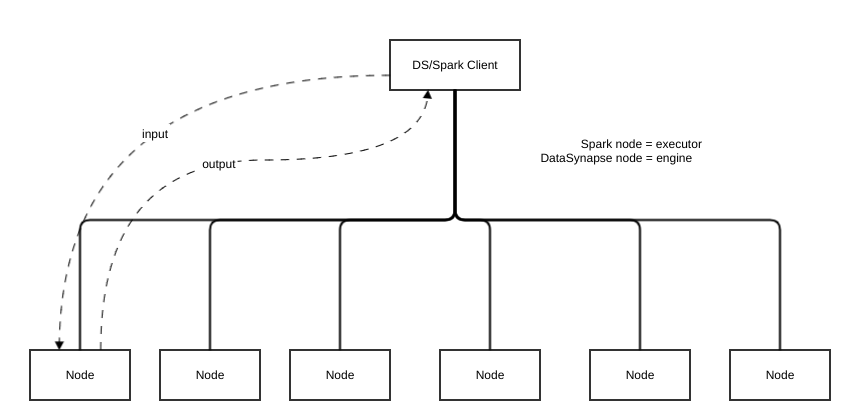 DS/Spark Client
input
output
Spark node = executor
DataSynapse node = engine
Node
Node
Node
Node
Node
Node